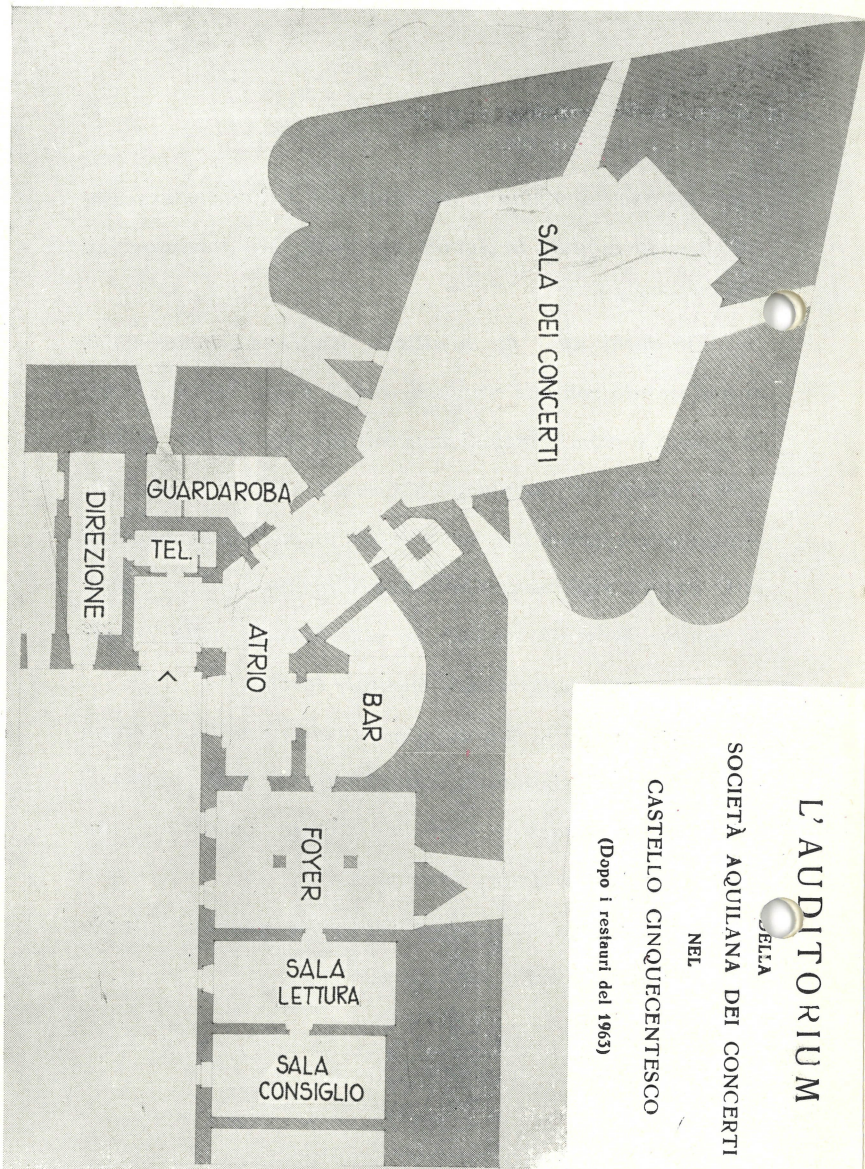 L'AUDITORIUM
DELLA
SOCIETÀ AQUILANA DEI CONCERTI
NEL
CASTELLO CINQUECENTESCO
(Dopo i restauri del 1963)
SALA DEI CONCERTI
GUARDAROBA
DIREZIONE
TEL.
ATRIO
BAR
FOYER
SALA
LETTURA
SALA
CONSIGLIO